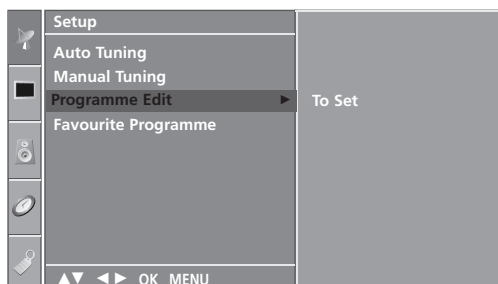 Setup
Auto Tuning
Manual Tuning
Programme Edit ► To Set
Favourite Programme
▲▼ ◄► OK MENU